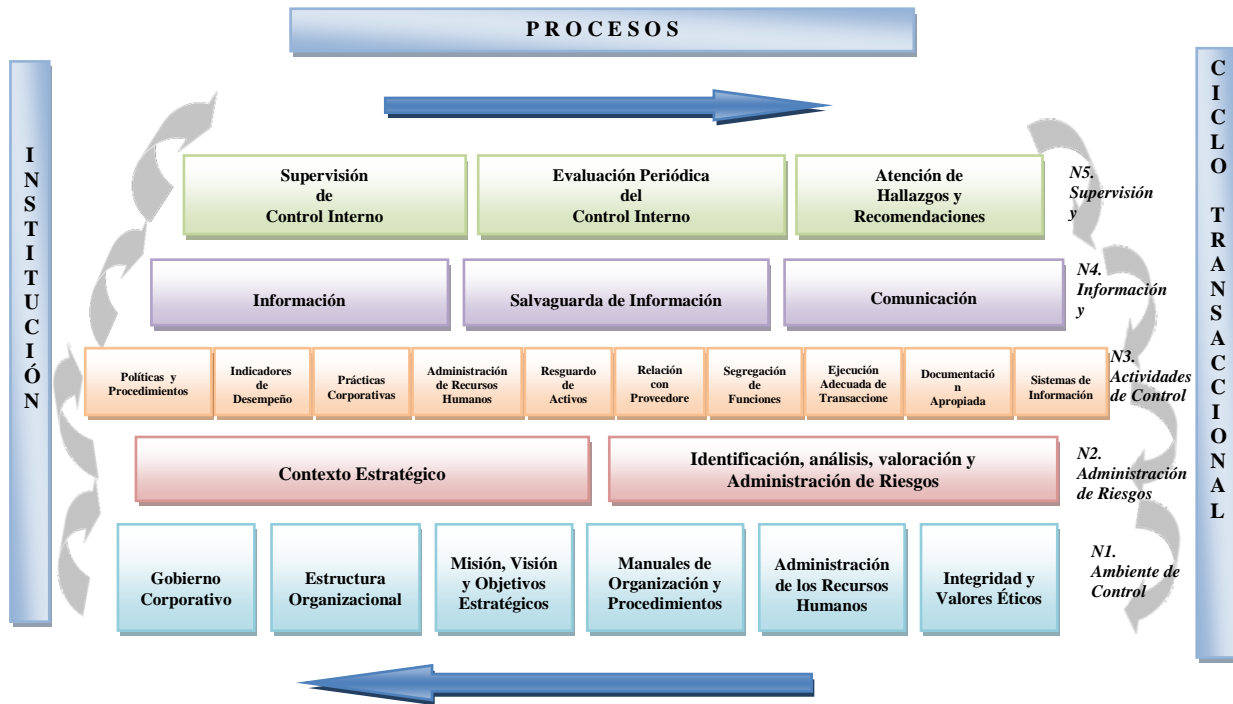 PROCESOS
INSTITUCIÓN
CICLO TRANSACCIONAL
Supervisión
de
Control Interno
Evaluación Periódica
del
Control Interno
Atención de
Hallazgos y
Recomendaciones
N5.
Supervisión
y
Información
Salvaguarda de Información
Comunicación
N4.
Información
y
Políticas y
Procedimientos
Indicadores
de
Desempeño
Prácticas
Corporativas
Administración
de Recursos
Humanos
Resguardo
de
Activos
Relación
con
Proveedore
Segregación
de
Funciones
Ejecución
Adecuada de
Transaccione
Documentació
n
Apropiada
Sistemas de
Información
N3.
Actividades
de Control
Contexto Estratégico
Identificación, análisis, valoración y
Administración de Riesgos
N2.
Administración
de Riesgos
Gobierno
Corporativo
Estructura
Organizacional
Misión, Visión
y Objetivos
Estratégicos
Manuales de
Organización y
Procedimientos
Administración
de los Recursos
Humanos
Integridad y
Valores Éticos
N1.
Ambiente de
Control